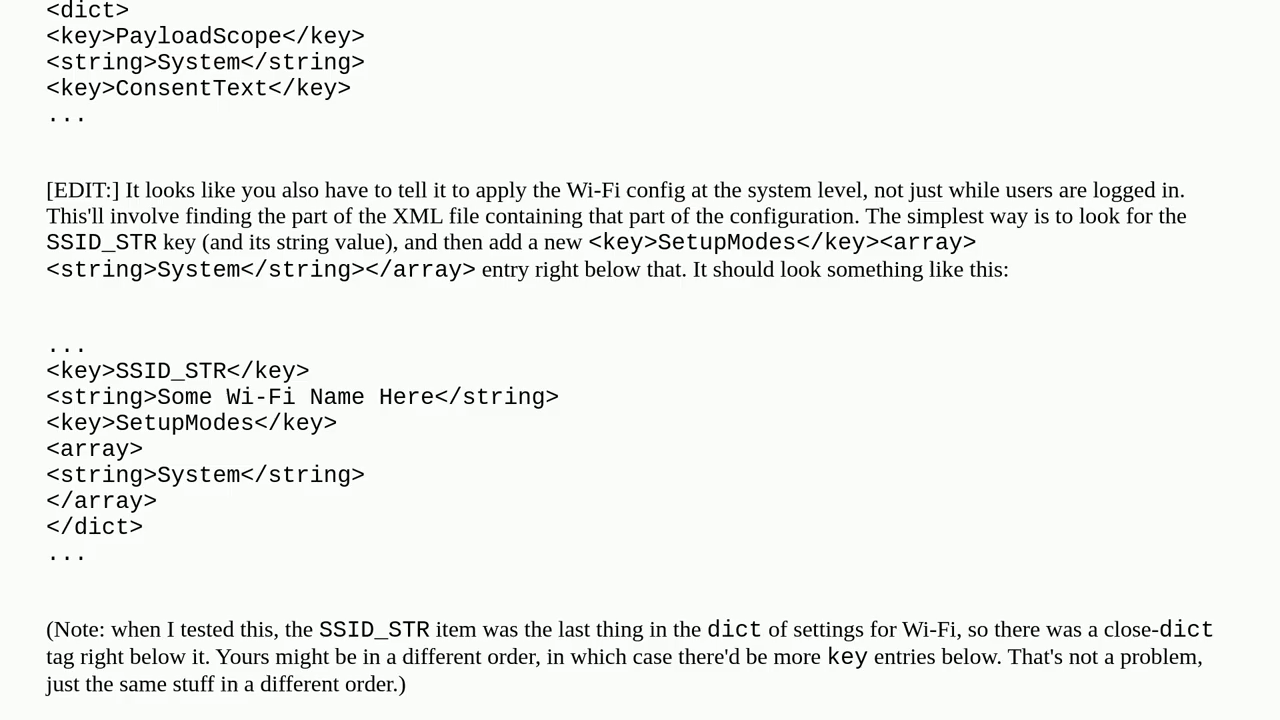 <dict>
<key>PayloadScope</key>
<string>System</string>
<key>ConsentText</key>
...
[EDIT:] It looks like you also have to tell it to apply the Wi-Fi config at the system level, not just while users are logged in.
This'll involve finding the part of the XML file containing that part of the configuration. The simplest way is to look for the
SSID_STR key (and its string value), and then add a new <key>SetupModes</key><array>
<string>System</string></array> entry right below that. It should look something like this:
...
<key>SSID_STR</key>
<string>Some Wi-Fi Name Here</string>
<key>SetupModes</key>
<array>
<string>System</string>
</array>
</dict>
...
(Note: when I tested this, the SSID_STR item was the last thing in the dict of settings for Wi-Fi, so there was a close-dict
tag right below it. Yours might be in a different order, in which case there'd be more key entries below. That's not a problem,
just the same stuff in a different order.)